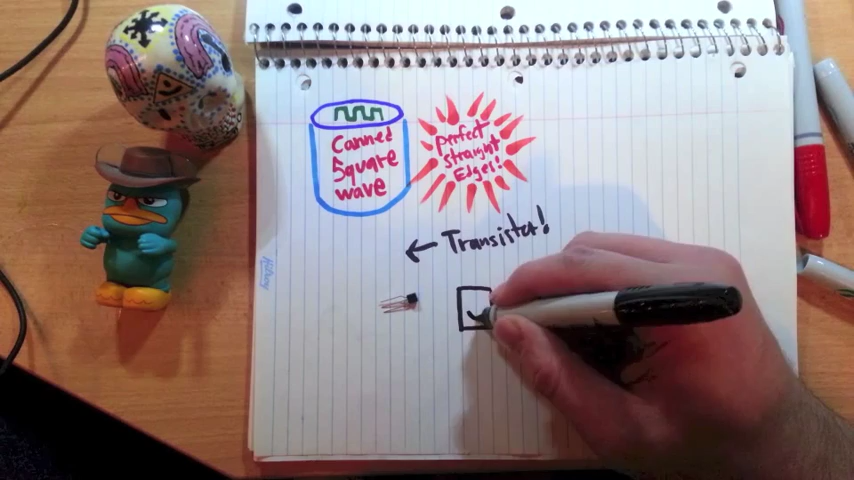 Canned
Square
wave
perfect
straight
Edges!
← Transistor!